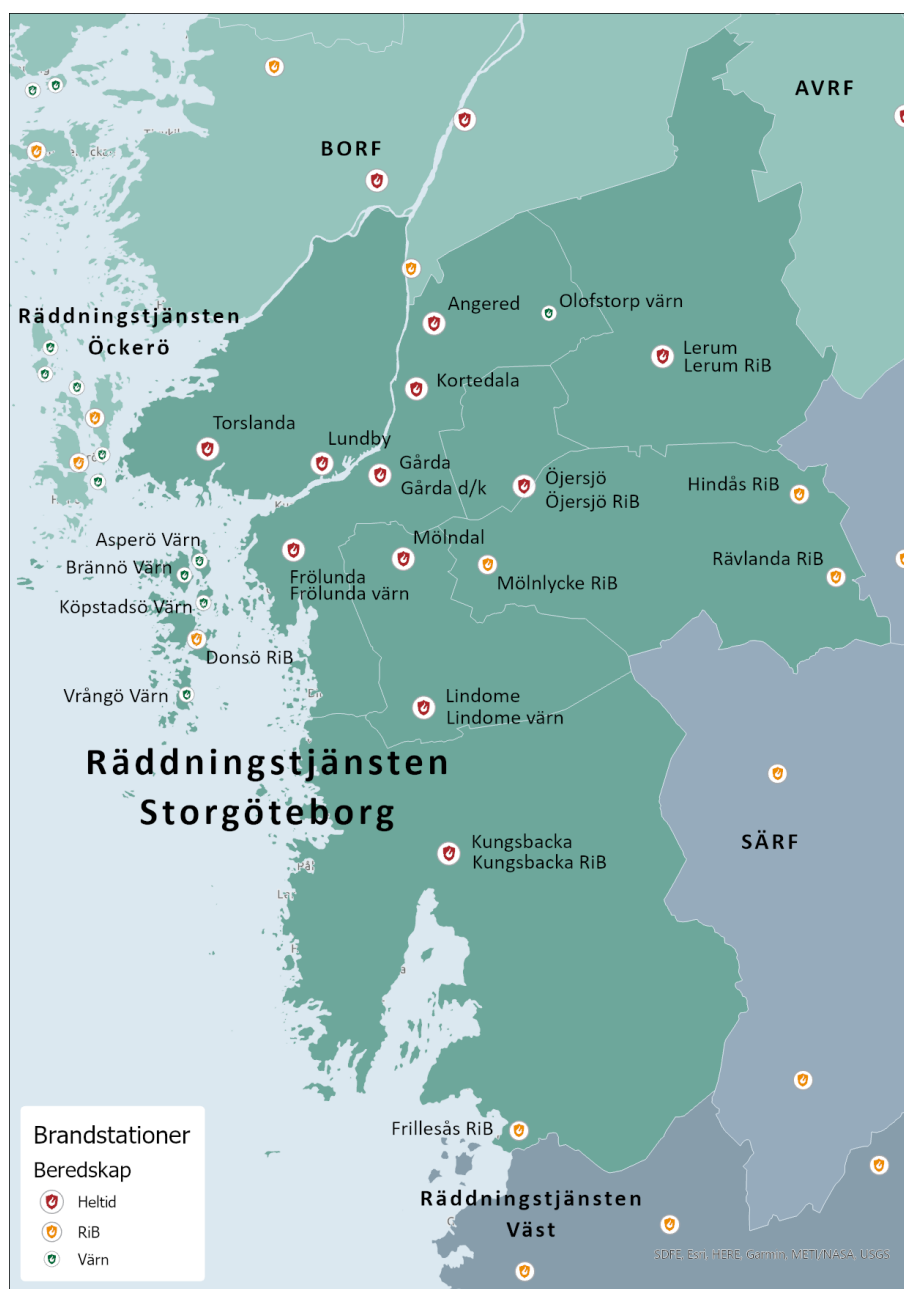 AVRF
BORF
Räddningstjänsten
Öckerö
Angered
Olofstorp värn
Lerum
Lerum RiB
Kortedala
Torslanda
Lundby
Gårda
Gårda d/k
Öjersjö
Öjersjö RiB
Hindås RiB
Asperö Värn
Brännö Värn
Mölndal
Frölunda
Frölunda värn
Mölnlycke RiB
Rävlanda RiB
Köpstadsö Värn
Donsö RiB
Vrångö Värn
Lindome
Lindome värn
Räddningstjänsten
Storgöteborg
SÄRF
Kungsbacka
Kungsbacka RiB
Frillesås RiB
Räddningstjänsten
Väst
Brandstationer
Beredskap
Heltid
RiB
Värn
SDFE, Esri, HERE, Garmin, METI/NASA, USGS